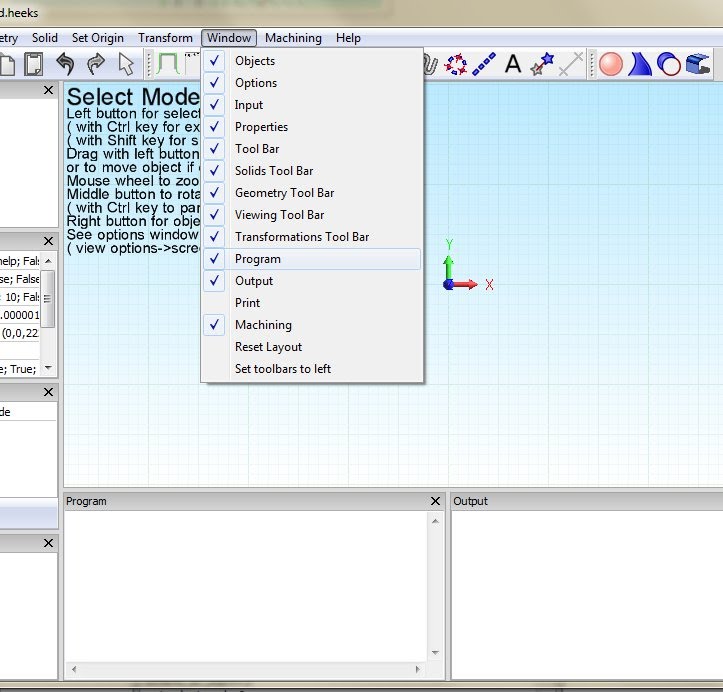 d.heeks
etry Solid Set Origin Transform Window Machining Help
A
Objects
Options
Input
Properties
Tool Bar
Solids Tool Bar
Geometry Tool Bar
Viewing Tool Bar
Transformations Tool Bar
Program
Output
Print
Machining
Reset Layout
Set toolbars to left
Select Mode
Left button for select
( with Ctrl key for ex
( with Shift key for s
Drag with left button
or to move object if
Mouse wheel to zoo
Middle button to rota
( with Ctrl key to pan
Right button for obje
See options window
( view options->scre
Y
X
help; Fals
se; False
: 10; Fals
.000001
(0,0,22
e; True;
de
Program
Output